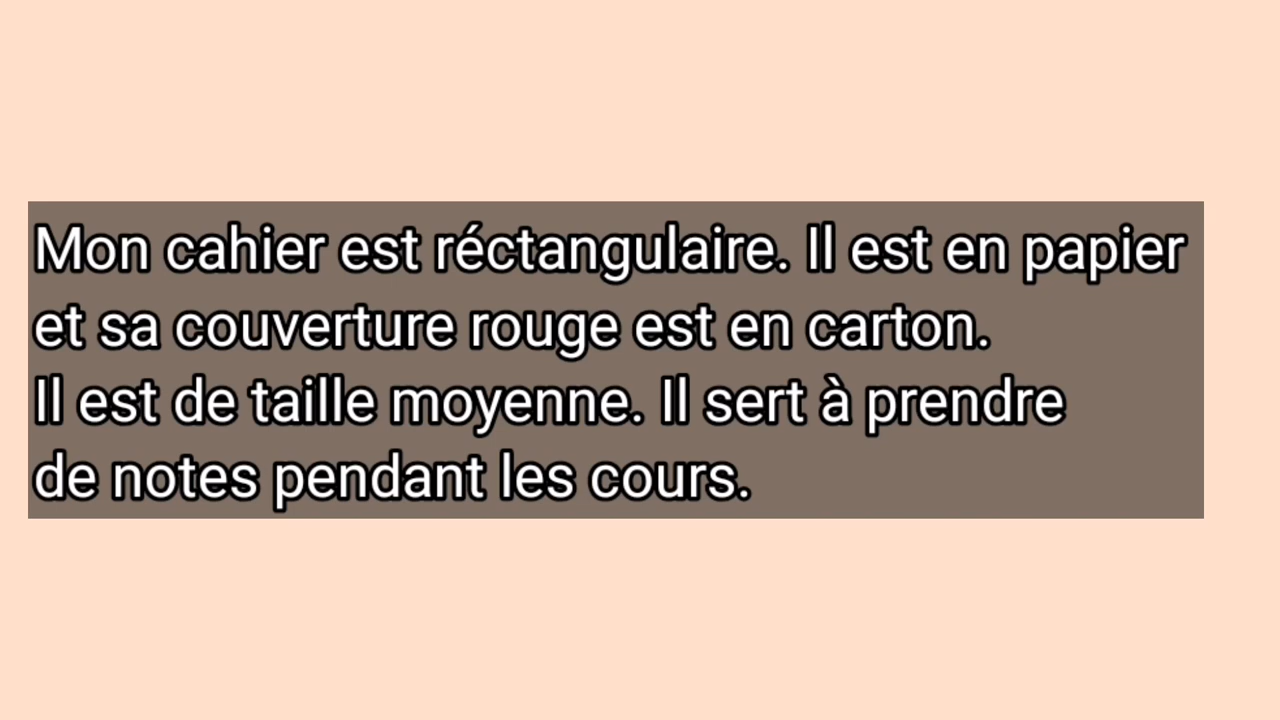 Mon cahier est réctangulaire. Il est en papier
et sa couverture rouge est en carton.
Il est de taille moyenne. Il sert à prendre
de notes pendant les cours.